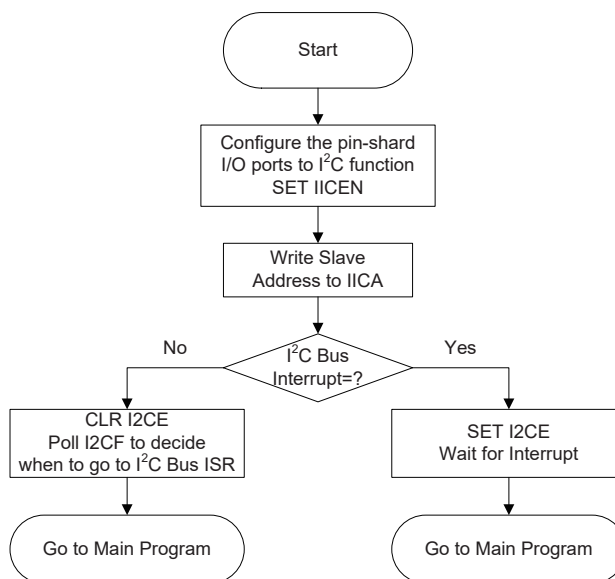 Start
Configure the pin-shard
I/O ports to I²C function
SET IICEN
Write Slave
Address to IICA
No
I²C Bus
Interrupt=?
Yes
CLR I2CE
Poll I2CF to decide
when to go to I²C Bus ISR
SET I2CE
Wait for Interrupt
Go to Main Program
Go to Main Program